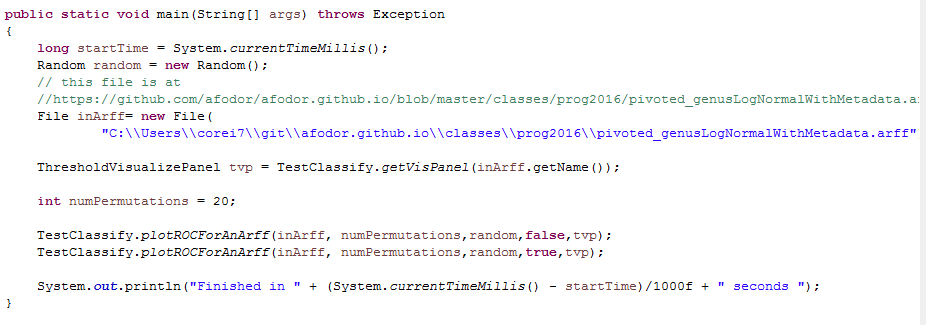 public static void main(String[] args) throws Exception
{
    long startTime = System.currentTimeMillis();
    Random random = new Random();
    // this file is at
    //https://github.com/afodor/afodor.github.io/blob/master/classes/prog2016/pivoted_genusLogNormalWithMetadata.a
    File inArff= new File(
            "C:\\Users\\corei7\\git\\afodor.github.io\\classes\\prog2016\\pivoted_genusLogNormalWithMetadata.arff"
    ThresholdVisualizePanel tvp = TestClassify.getVisPanel(inArff.getName());
    int numPermutations = 20;
    TestClassify.plotROCForAnArff(inArff, numPermutations,random,false,tvp);
    TestClassify.plotROCForAnArff(inArff, numPermutations,random,true,tvp);
    System.out.println("Finished in " + (System.currentTimeMillis() - startTime)/1000f + " seconds ");
}